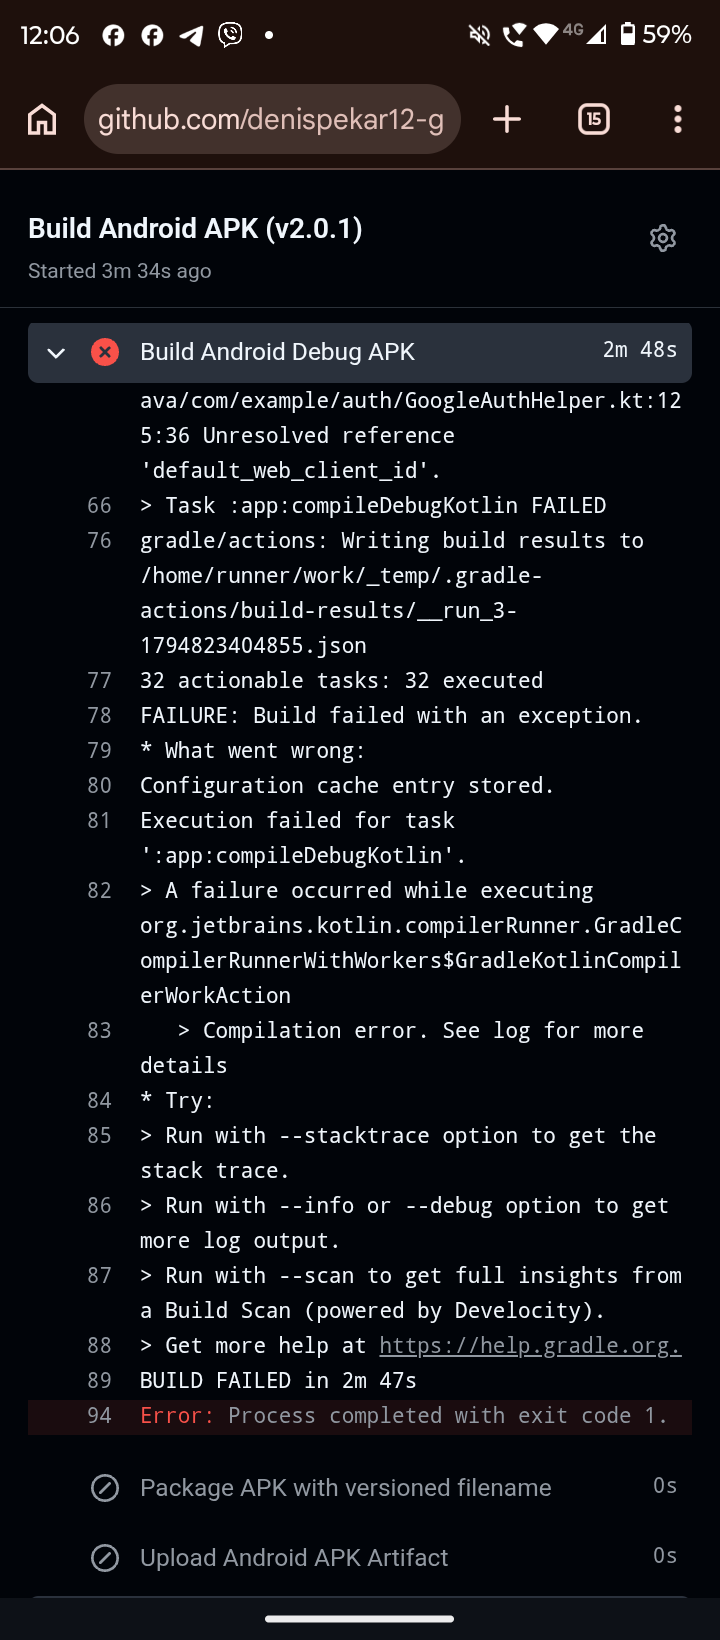 12:06
4G
59%
github.com/denispekar12-g
15
Build Android APK (v2.0.1)
Started 3m 34s ago
Build Android Debug APK 2m 48s
ava/com/example/auth/GoogleAuthHelper.kt:12
5:36 Unresolved reference
'default_web_client_id'.
66 > Task :app:compileDebugKotlin FAILED
76 gradle/actions: Writing build results to
/home/runner/work/_temp/.gradle-
actions/build-results/__run_3-
1794823404855.json
77 32 actionable tasks: 32 executed
78 FAILURE: Build failed with an exception.
79 * What went wrong:
80 Configuration cache entry stored.
81 Execution failed for task
':app:compileDebugKotlin'.
82 > A failure occurred while executing
org.jetbrains.kotlin.compilerRunner.GradleC
ompilerRunnerWithWorkers$GradleKotlinCompil
erWorkAction
83 > Compilation error. See log for more
details
84 * Try:
85 > Run with --stacktrace option to get the
stack trace.
86 > Run with --info or --debug option to get
more log output.
87 > Run with --scan to get full insights from
a Build Scan (powered by Develocity).
88 > Get more help at https://help.gradle.org.
89 BUILD FAILED in 2m 47s
94 Error: Process completed with exit code 1.
Package APK with versioned filename 0s
Upload Android APK Artifact 0s